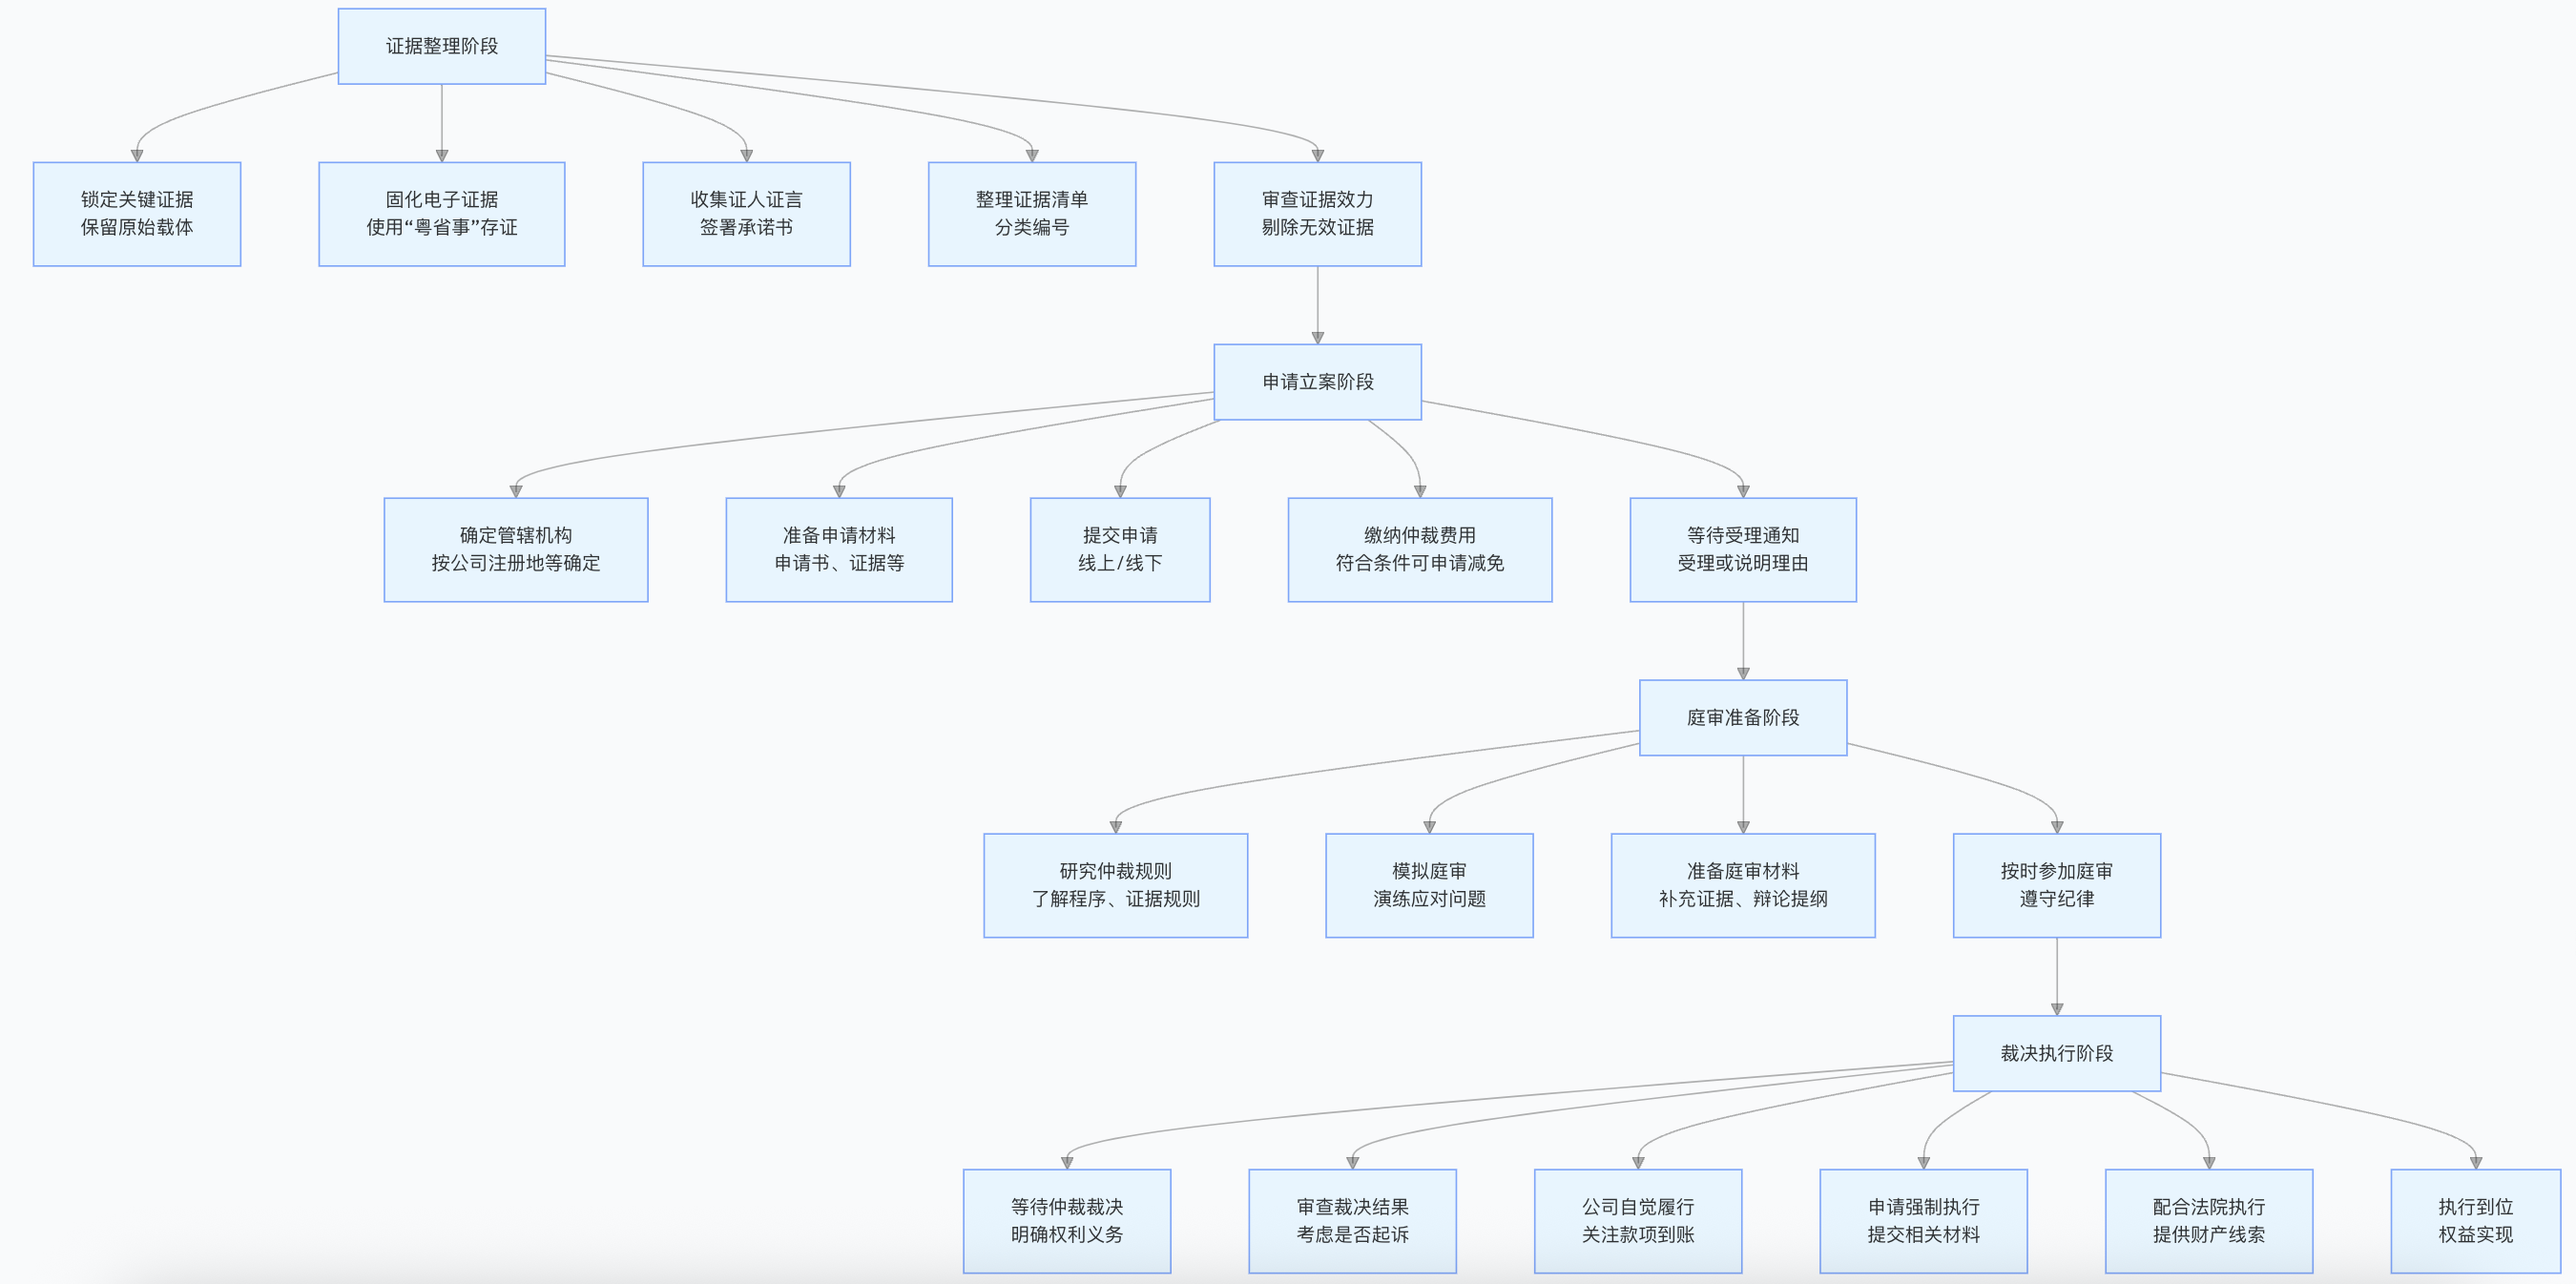 证据整理阶段
锁定关键证据
保留原始载体
固化电子证据
使用“粤省事”存证
收集证人证言
签署承诺书
整理证据清单
分类编号
审查证据效力
剔除无效证据
申请立案阶段
确定管辖机构
按公司注册地等确定
准备申请材料
申请书、证据等
提交申请
线上/线下
缴纳仲裁费用
符合条件可申请减免
等待受理通知
受理或说明理由
庭审准备阶段
研究仲裁规则
了解程序、证据规则
模拟庭审
演练应对问题
准备庭审材料
补充证据、辩论提纲
按时参加庭审
遵守纪律
裁决执行阶段
等待仲裁裁决
明确权利义务
审查裁决结果
考虑是否起诉
公司自觉履行
关注款项到账
申请强制执行
提交相关材料
配合法院执行
提供财产线索
执行到位
权益实现